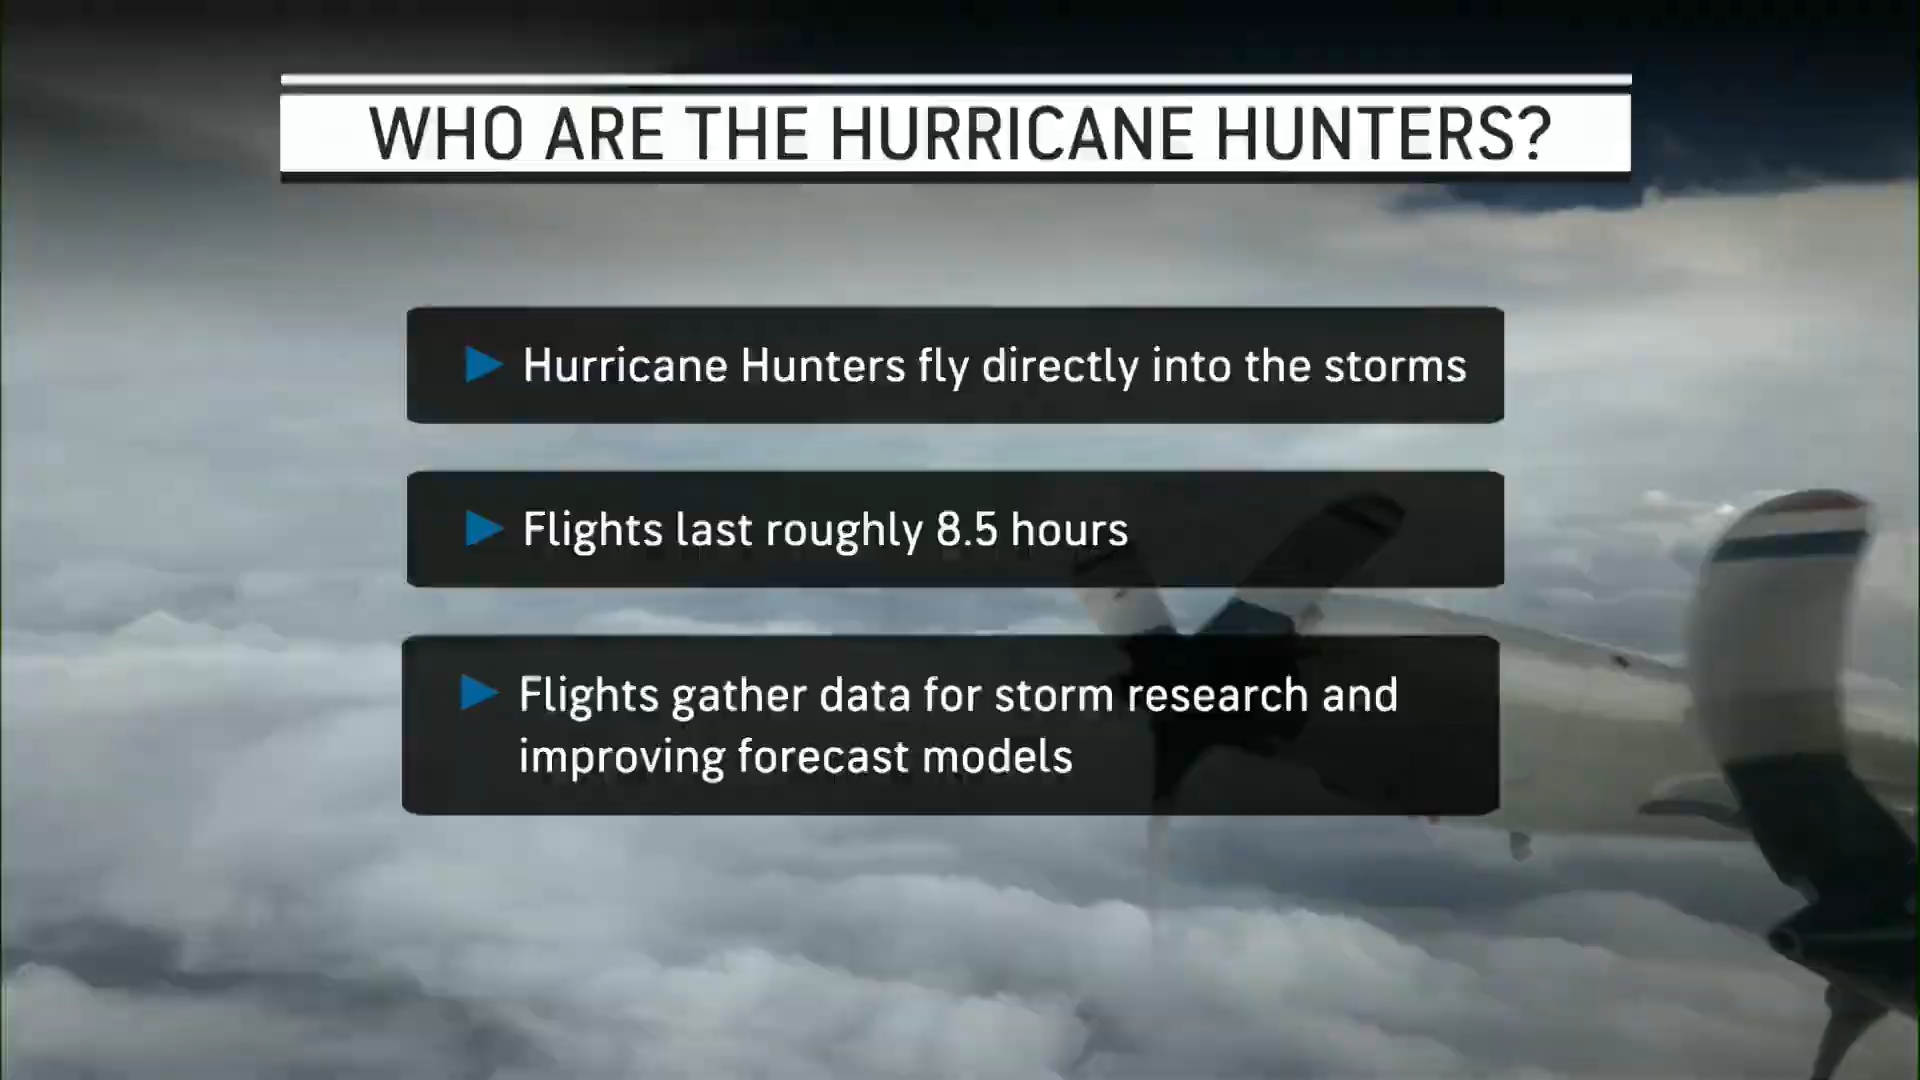 WHO ARE THE HURRICANE HUNTERS?
Hurricane Hunters fly directly into the storms
Flights last roughly 8.5 hours
Flights gather data for storm research and
improving forecast models